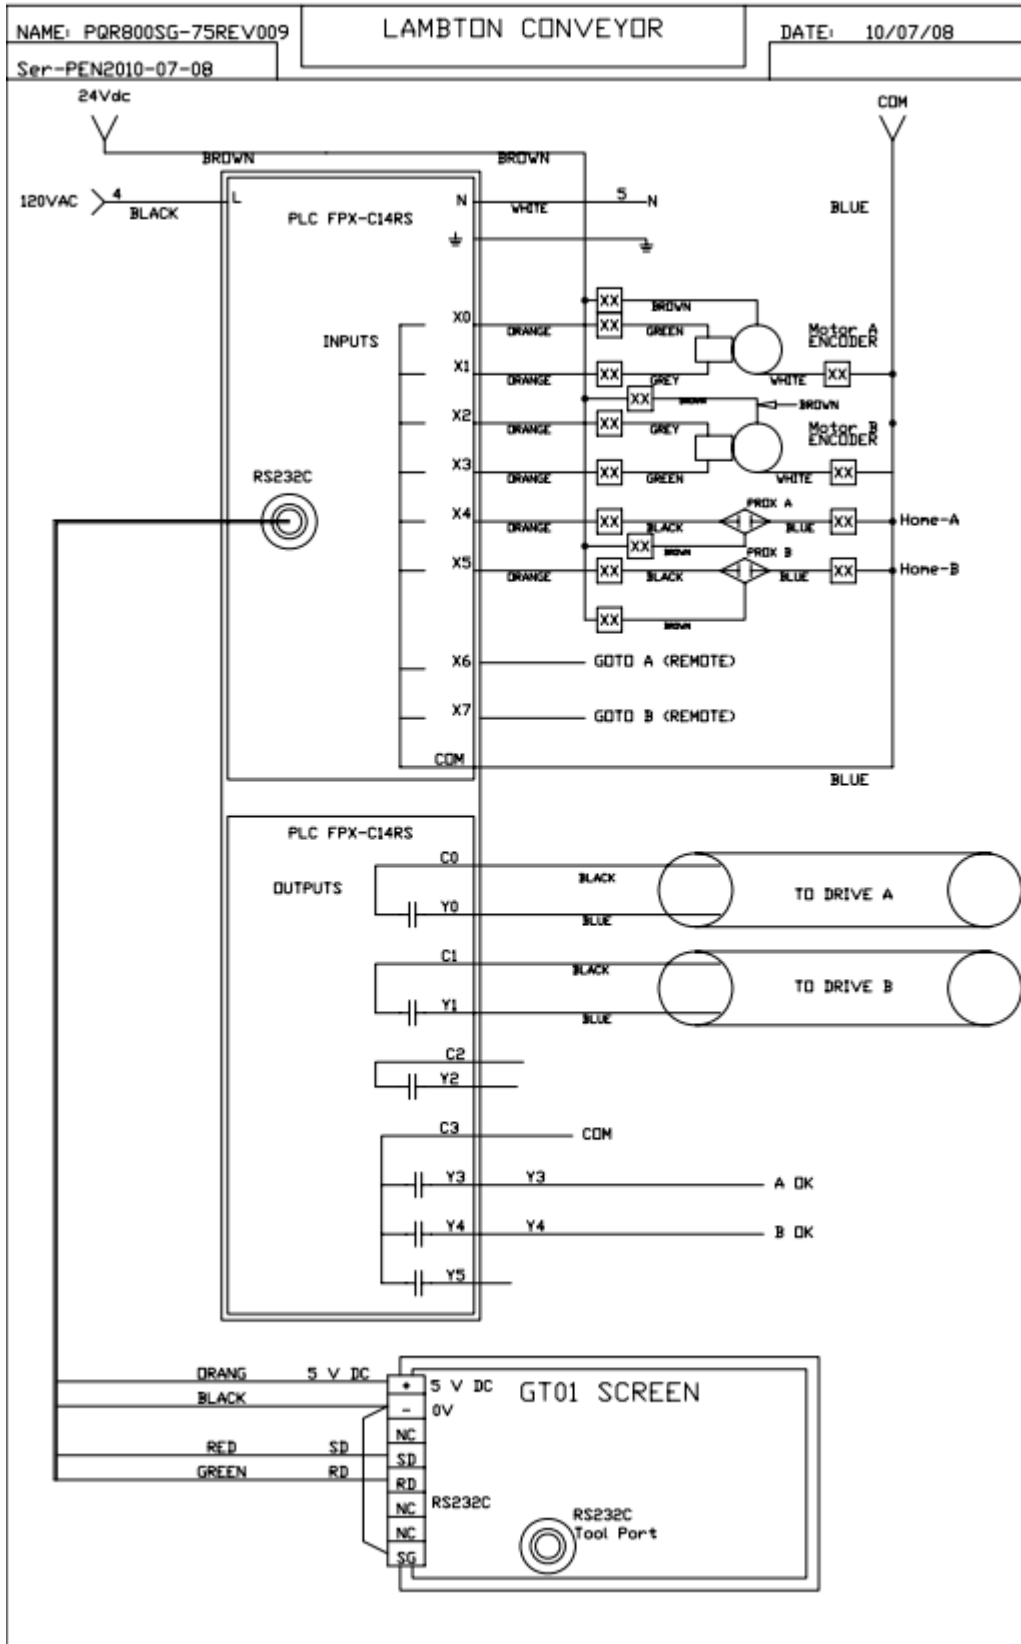 NAME: PQR800SG-75REV009
LAMBTON CONVEYOR
DATE: 10/07/08
Ser-PEN2010-07-08
24Vdc
COM
BROWN
BROWN
120VAC
4
BLACK
L
N
WHITE
5
N
BLUE
PLC FPX-C14RS
XX
BROWN
X0
ORANGE
XX
GREEN
Motor A
ENCODER
INPUTS
X1
ORANGE
XX
GREY
WHITE
XX
XX
BROWN
BROWN
X2
ORANGE
XX
GREY
Motor B
ENCODER
X3
ORANGE
XX
GREEN
WHITE
XX
RS232C
PROX A
X4
ORANGE
XX
BLACK
BLUE
XX
Home-A
XX
BROWN
PROX B
X5
ORANGE
XX
BLACK
BLUE
XX
Home-B
XX
BROWN
X6
GOTO A (REMOTE)
X7
GOTO B (REMOTE)
COM
BLUE
PLC FPX-C14RS
C0
BLACK
OUTPUTS
TO DRIVE A
Y0
BLUE
C1
BLACK
TO DRIVE B
Y1
BLUE
C2
Y2
C3
COM
Y3
Y3
A OK
Y4
Y4
B OK
Y5
ORANG
5 V DC
+
5 V DC
GT01 SCREEN
BLACK
-
0V
NC
RED
SD
SD
GREEN
RD
RD
RS232C
NC
NC
SG
RS232C
Tool Port